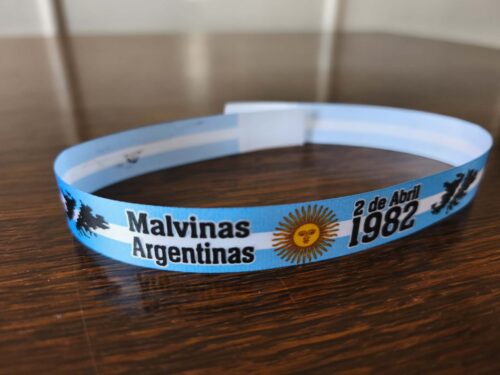 Malvinas
Argentinas
2 de Abril
1982